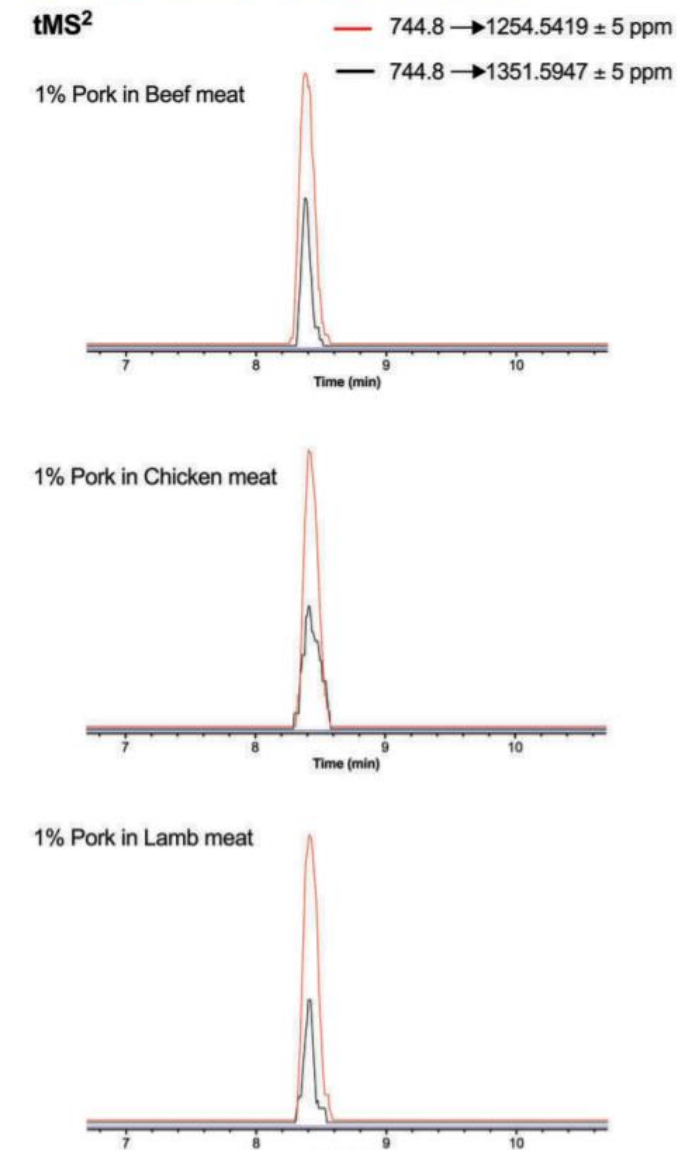 tMS²
744.8 → 1254.5419 ± 5 ppm
744.8 → 1351.5947 ± 5 ppm
1% Pork in Beef meat
7 8 9 10
Time (min)
1% Pork in Chicken meat
7 8 9 10
Time (min)
1% Pork in Lamb meat
7 8 9 10